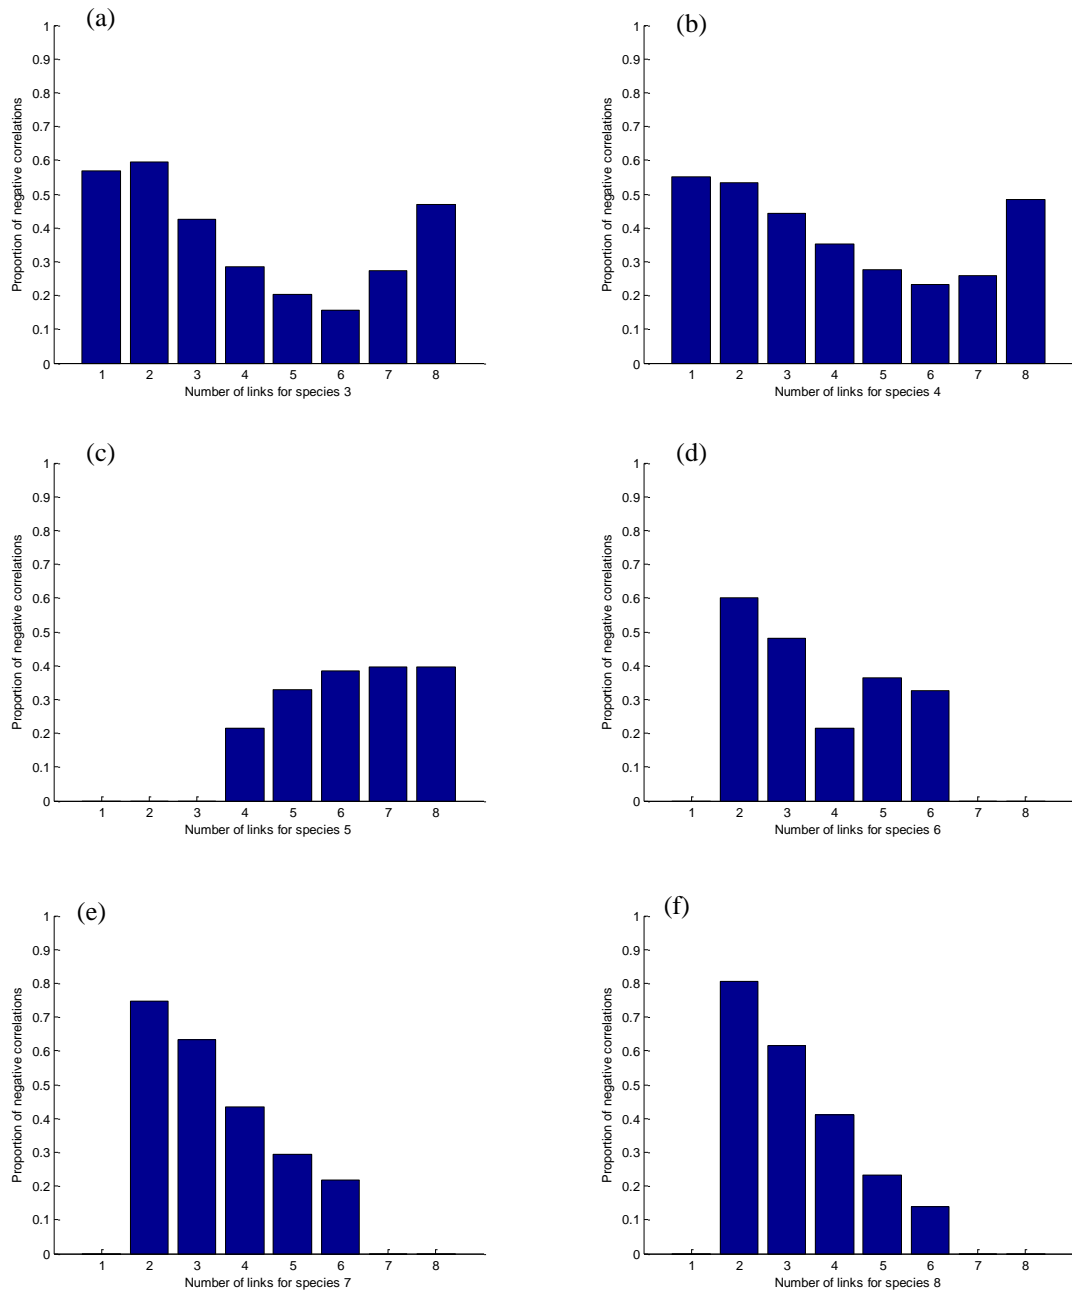 (a)
1
0.9
0.8
0.7
0.6
0.5
0.4
0.3
0.2
0.1
0
Proportion of negative correlations
1 2 3 4 5 6 7 8
Number of links for species 3
(b)
1
0.9
0.8
0.7
0.6
0.5
0.4
0.3
0.2
0.1
0
Proportion of negative correlations
1 2 3 4 5 6 7 8
Number of links for species 4
(c)
1
0.9
0.8
0.7
0.6
0.5
0.4
0.3
0.2
0.1
0
Proportion of negative correlations
1 2 3 4 5 6 7 8
Number of links for species 5
(d)
1
0.9
0.8
0.7
0.6
0.5
0.4
0.3
0.2
0.1
0
Proportion of negative correlations
1 2 3 4 5 6 7 8
Number of links for species 6
(e)
1
0.9
0.8
0.7
0.6
0.5
0.4
0.3
0.2
0.1
0
Proportion of negative correlations
1 2 3 4 5 6 7 8
Number of links for species 7
(f)
1
0.9
0.8
0.7
0.6
0.5
0.4
0.3
0.2
0.1
0
Proportion of negative correlations
1 2 3 4 5 6 7 8
Number of links for species 8